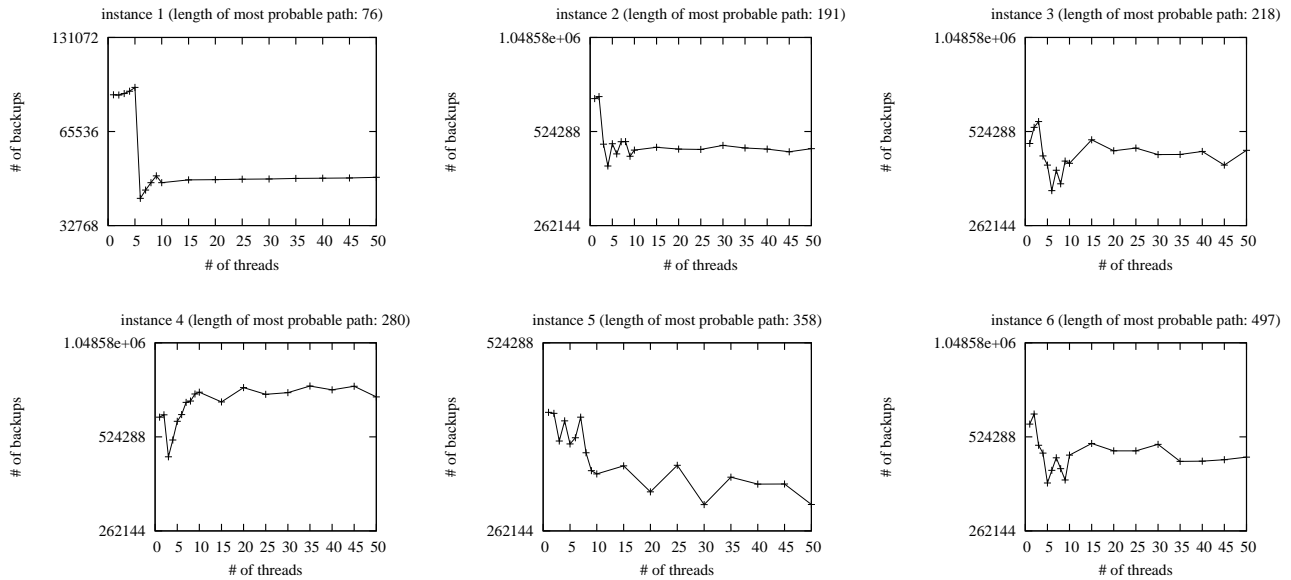 instance 1 (length of most probable path: 76)
131072
65536
32768
# of backups
0 5 10 15 20 25 30 35 40 45 50
# of threads
instance 2 (length of most probable path: 191)
1.04858e+06
524288
262144
# of backups
0 5 10 15 20 25 30 35 40 45 50
# of threads
instance 3 (length of most probable path: 218)
1.04858e+06
524288
262144
# of backups
0 5 10 15 20 25 30 35 40 45 50
# of threads
instance 4 (length of most probable path: 280)
1.04858e+06
524288
262144
# of backups
0 5 10 15 20 25 30 35 40 45 50
# of threads
instance 5 (length of most probable path: 358)
524288
262144
# of backups
0 5 10 15 20 25 30 35 40 45 50
# of threads
instance 6 (length of most probable path: 497)
1.04858e+06
524288
262144
# of backups
0 5 10 15 20 25 30 35 40 45 50
# of threads